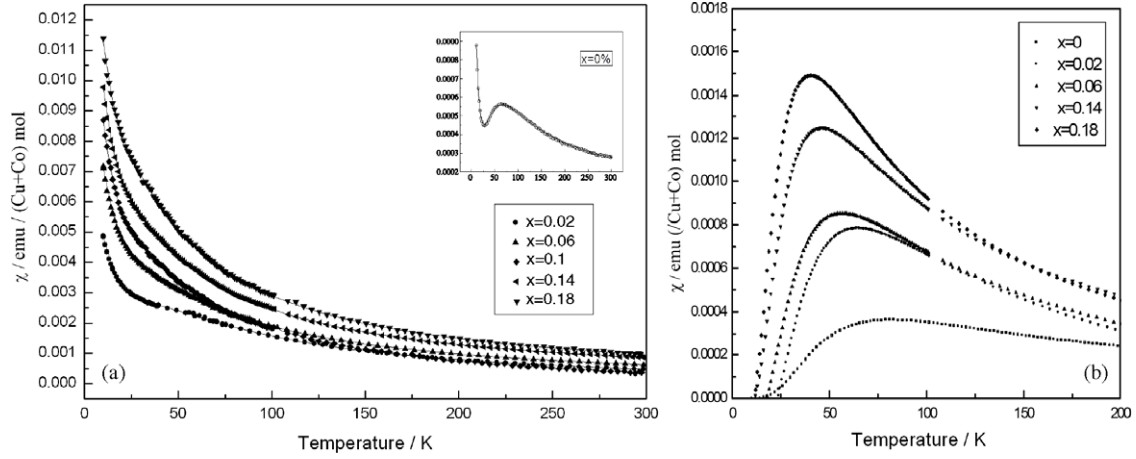 0.012
0.011
0.010
0.009
0.008
0.007
0.006
0.005
0.004
0.003
0.002
0.001
0.000
χ / emu / (Cu+Co) mol
0 50 100 150 200 250 300
Temperature / K
(a)
0.0009
0.0008
0.0007
0.0006
0.0005
0.0004
0.0003
0.0002
0 50 100 150 200 250 300
x=0%
x=0.02
x=0.06
x=0.1
x=0.14
x=0.18
0.0018
0.0016
0.0014
0.0012
0.0010
0.0008
0.0006
0.0004
0.0002
0.0000
χ / emu (/Cu+Co) mol
0 50 100 150 200
Temperature / K
(b)
x=0
x=0.02
x=0.06
x=0.14
x=0.18